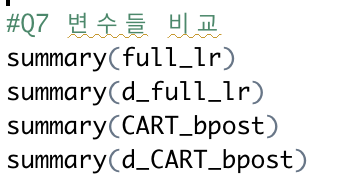 #Q7 변수들 비교
summary(full_lr)
summary(d_full_lr)
summary(CART_bpost)
summary(d_CART_bpost)